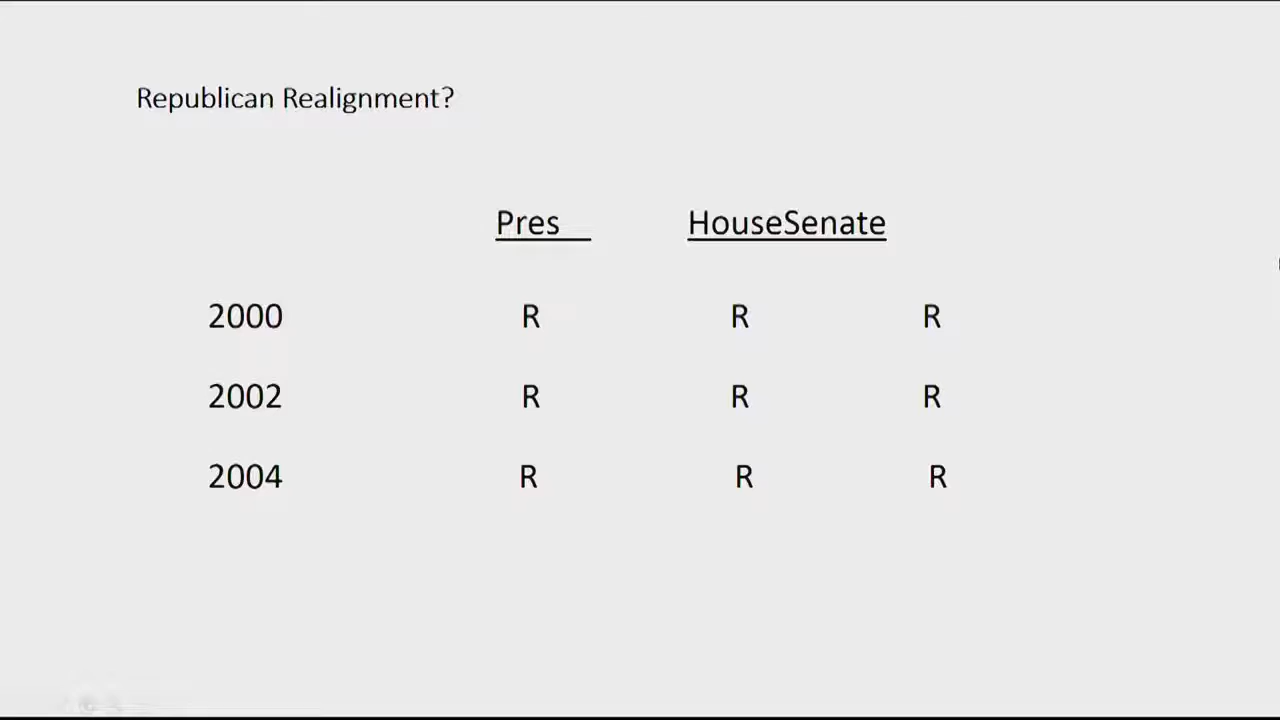 Republican Realignment?
Pres HouseSenate
2000 R R R
2002 R R R
2004 R R R